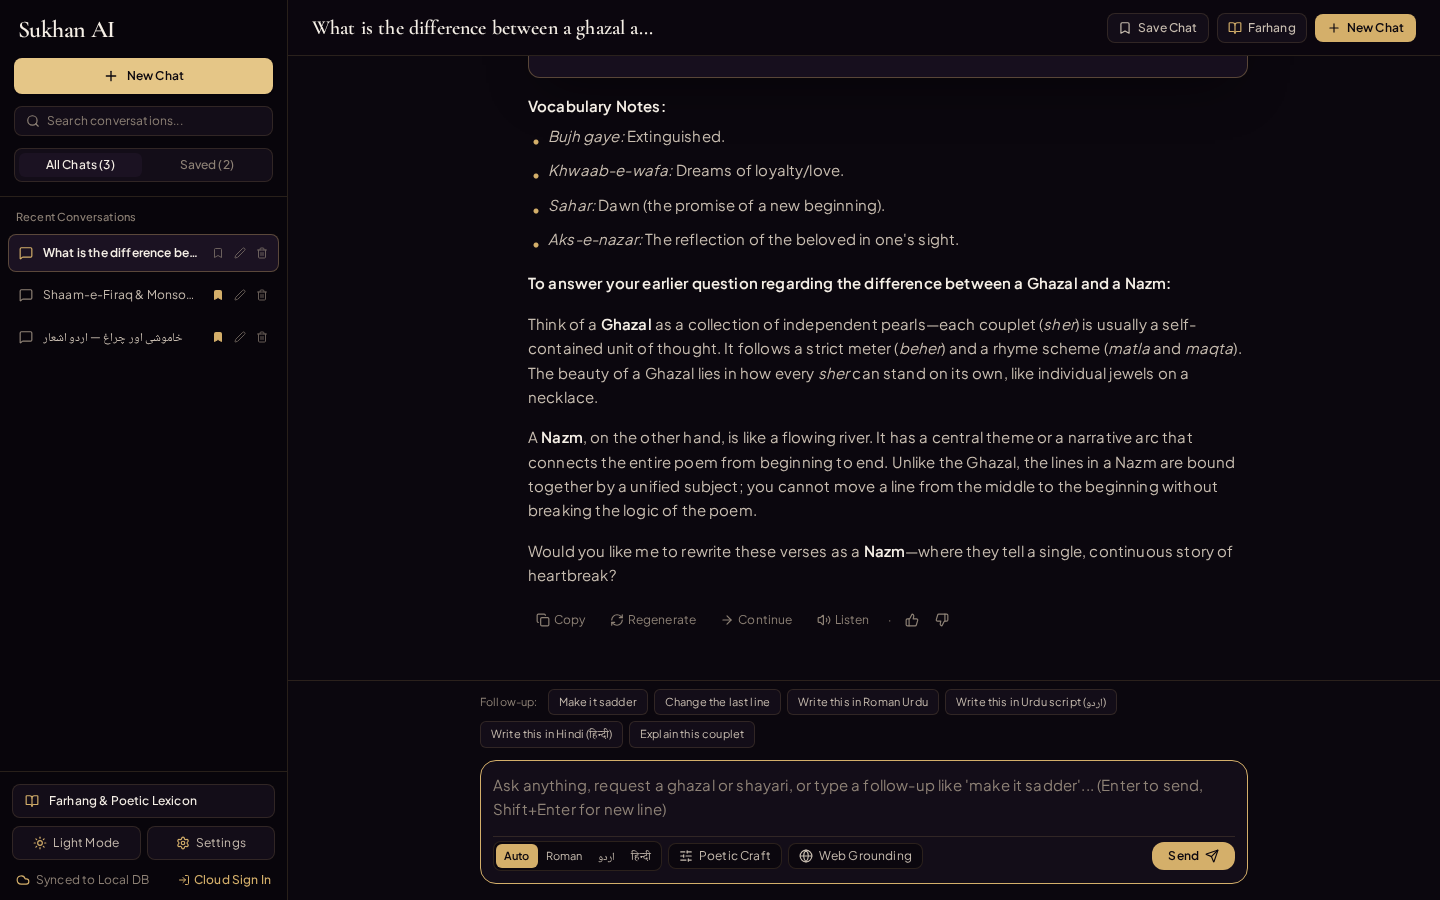 Sukhan AI
New Chat
Search conversations...
All Chats (3)
Saved (2)
Recent Conversations
What is the difference be...
Shaam-e-Firaq & Monso...
خاموشی اور چراغ — اردو اشعار
Farhang & Poetic Lexicon
Light Mode
Settings
Synced to Local DB
Cloud Sign In
What is the difference between a ghazal a...
Save Chat
Farhang
New Chat
Vocabulary Notes:
Bujh gaye: Extinguished.
Khwaab-e-wafa: Dreams of loyalty/love.
Sahar: Dawn (the promise of a new beginning).
Aks-e-nazar: The reflection of the beloved in one's sight.
To answer your earlier question regarding the difference between a Ghazal and a Nazm:
Think of a Ghazal as a collection of independent pearls—each couplet (sher) is usually a self-
contained unit of thought. It follows a strict meter (beher) and a rhyme scheme (matla and maqta).
The beauty of a Ghazal lies in how every sher can stand on its own, like individual jewels on a
necklace.
A Nazm, on the other hand, is like a flowing river. It has a central theme or a narrative arc that
connects the entire poem from beginning to end. Unlike the Ghazal, the lines in a Nazm are bound
together by a unified subject; you cannot move a line from the middle to the beginning without
breaking the logic of the poem.
Would you like me to rewrite these verses as a Nazm—where they tell a single, continuous story of
heartbreak?
Copy
Regenerate
Continue
Listen
·
Follow-up:
Make it sadder
Change the last line
Write this in Roman Urdu
Write this in Urdu script (اردو)
Write this in Hindi (हिन्दी)
Explain this couplet
Ask anything, request a ghazal or shayari, or type a follow-up like 'make it sadder'... (Enter to send,
Shift+Enter for new line)
Auto
Roman
اردو
हिन्दी
Poetic Craft
Web Grounding
Send